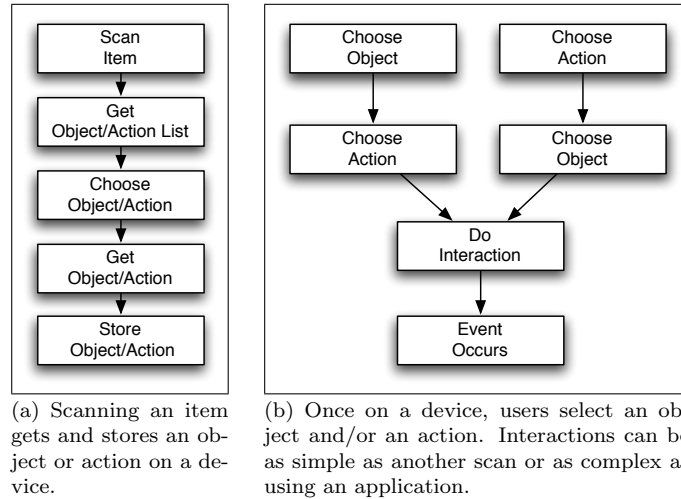 Scan
Item
Get
Object/Action List
Choose
Object/Action
Get
Object/Action
Store
Object/Action
(a) Scanning an item
gets and stores an ob-
ject or action on a de-
vice.
Choose
Object
Choose
Action
Choose
Action
Choose
Object
Do
Interaction
Event
Occurs
(b) Once on a device, users select an ob
ject and/or an action. Interactions can b
as simple as another scan or as complex a
using an application.